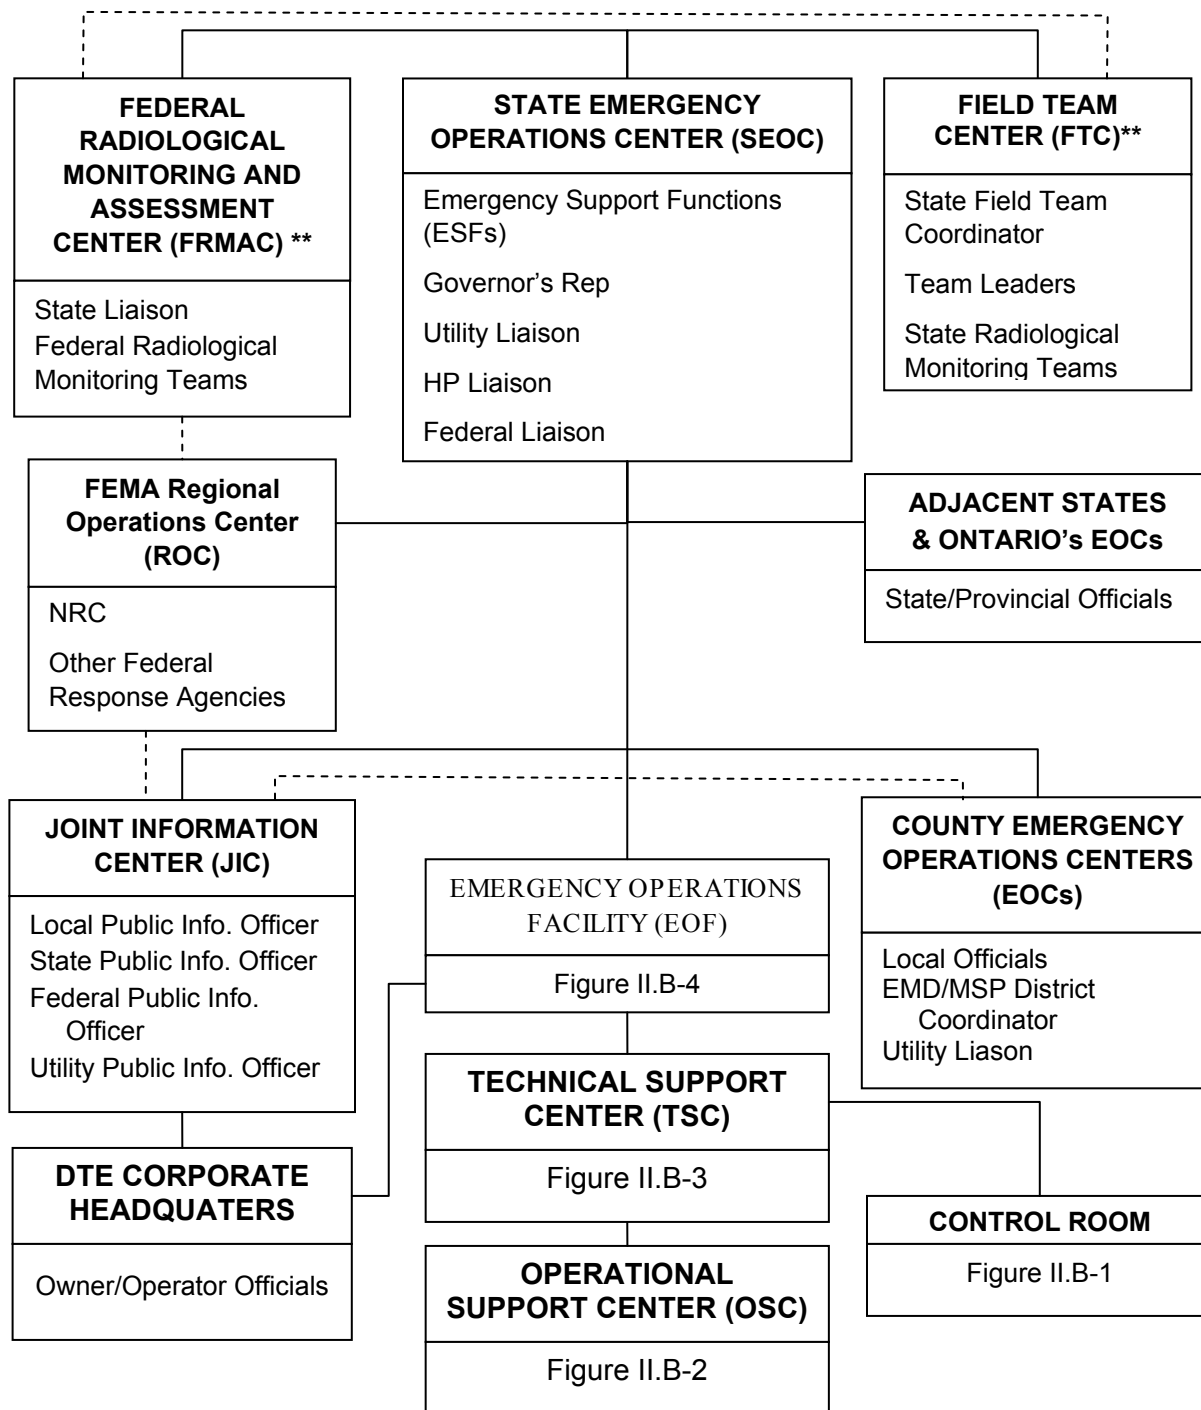 FEDERAL
RADIOLOGICAL
MONITORING AND
ASSESSMENT
CENTER (FRMAC) **
State Liaison
Federal Radiological
Monitoring Teams
STATE EMERGENCY
OPERATIONS CENTER (SEOC)
Emergency Support Functions
(ESFs)
Governor's Rep
Utility Liaison
HP Liaison
Federal Liaison
FIELD TEAM
CENTER (FTC)**
State Field Team
Coordinator
Team Leaders
State Radiological
Monitoring Teams
FEMA Regional
Operations Center
(ROC)
NRC
Other Federal
Response Agencies
ADJACENT STATES
& ONTARIO's EOCs
State/Provincial Officials
JOINT INFORMATION
CENTER (JIC)
Local Public Info. Officer
State Public Info. Officer
Federal Public Info.
Officer
Utility Public Info. Officer
EMERGENCY OPERATIONS
FACILITY (EOF)
Figure II.B-4
COUNTY EMERGENCY
OPERATIONS CENTERS
(EOCs)
Local Officials
EMD/MSP District
Coordinator
Utility Liason
TECHNICAL SUPPORT
CENTER (TSC)
Figure II.B-3
DTE CORPORATE
HEADQUATERS
Owner/Operator Officials
CONTROL ROOM
Figure II.B-1
OPERATIONAL
SUPPORT CENTER (OSC)
Figure II.B-2